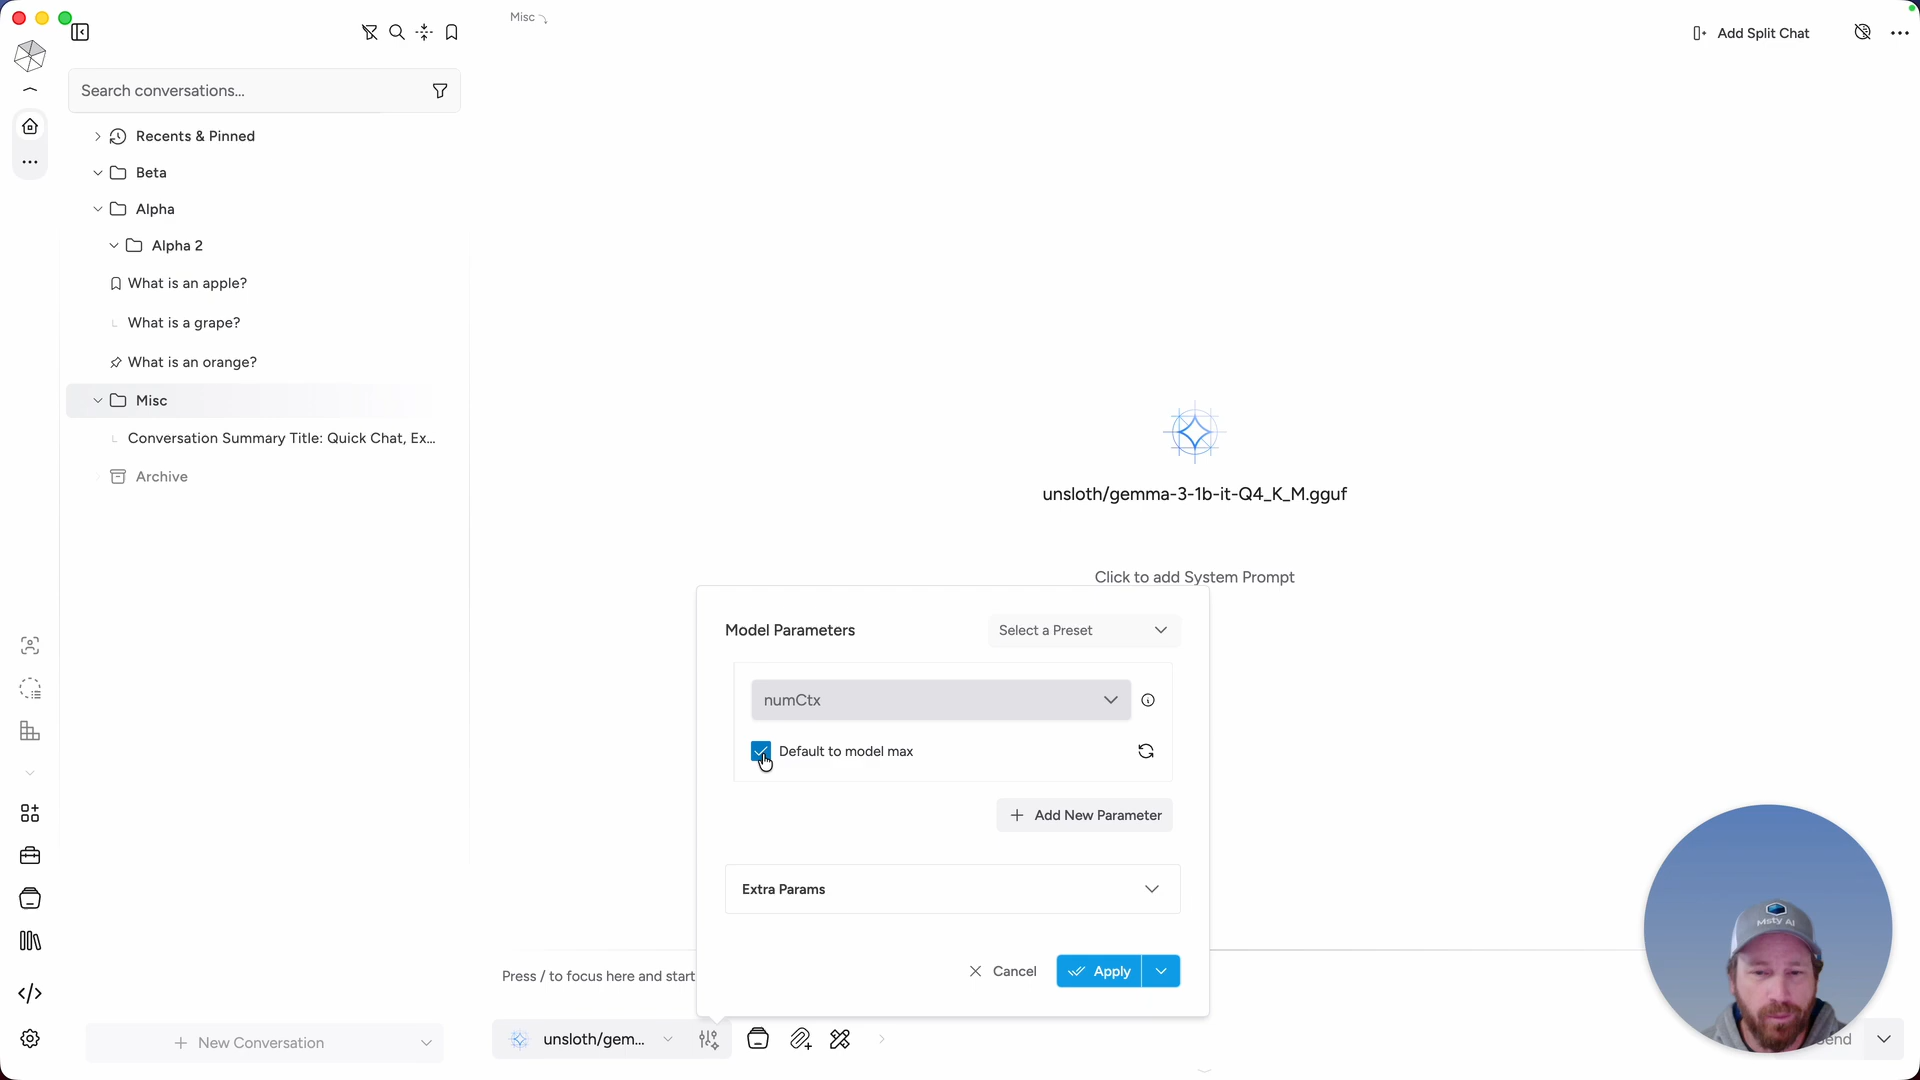 Misc
Add Split Chat
Search conversations...
Recents & Pinned
Beta
Alpha
Alpha 2
What is an apple?
What is a grape?
What is an orange?
Misc
Conversation Summary Title: Quick Chat, Ex...
Archive
unsloth/gemma-3-1b-it-Q4_K_M.gguf
Click to add System Prompt
Model Parameters
Select a Preset
numCtx
Default to model max
Add New Parameter
Extra Params
Cancel
Apply
Press / to focus here and start
New Conversation
unsloth/gem...
Msty AI